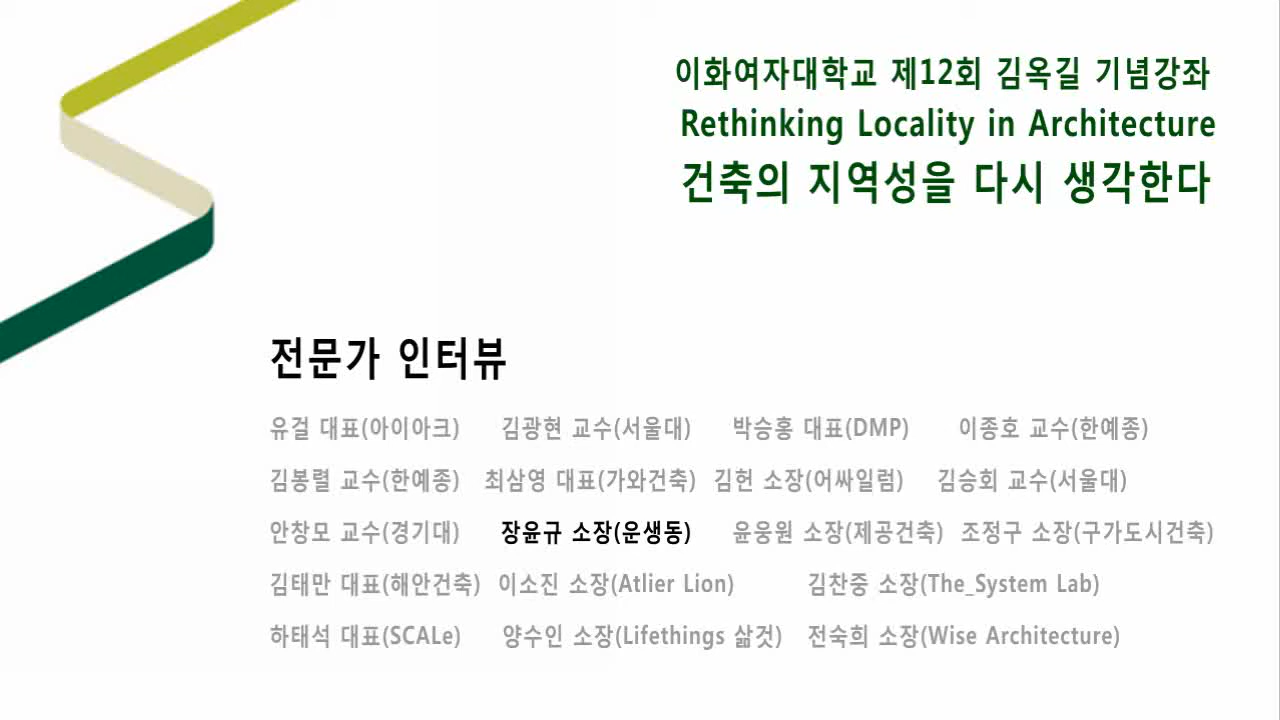 이화여자대학교 제12회 김옥길 기념강좌
Rethinking Locality in Architecture
건축의 지역성을 다시 생각한다
전문가 인터뷰
유걸 대표(아이아크) 김광현 교수(서울대) 박승홍 대표(DMP) 이종호 교수(한예종)
김봉렬 교수(한예종) 최삼영 대표(가와건축) 김헌 소장(어싸일럼) 김승회 교수(서울대)
안창모 교수(경기대) 장윤규 소장(운생동) 윤웅원 소장(제공건축) 조정구 소장(구가도시건축)
김태만 대표(해안건축) 이소진 소장(Atlier Lion) 김찬중 소장(The_System Lab)
하태석 대표(SCALe) 양수인 소장(Lifethings 삶것) 전숙희 소장(Wise Architecture)